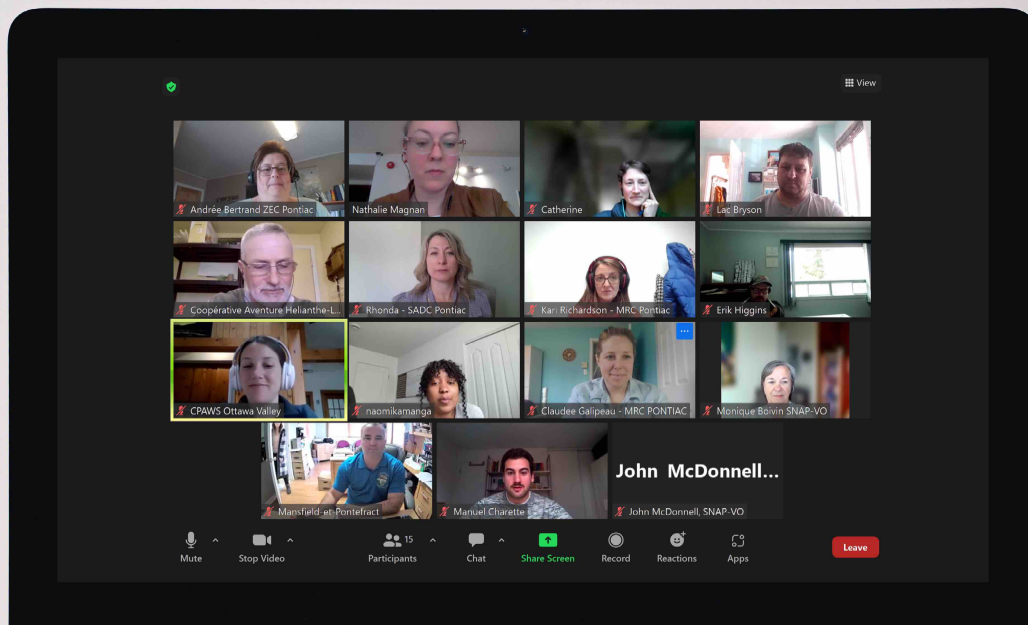 View
Andrée Bertrand ZEC Pontiac
Nathalie Magnan
Catherine
Lac Bryson
Coopérative Aventure Helianthe-L...
Rhonda - SADC Pontiac
Kari Richardson - MRC Pontiac
Erik Higgins
CPAWS Ottawa Valley
naomikamanga
...
Claudee Galipeau - MRC PONTIAC
Monique Boivin SNAP-VO
Mansfield-et-Pontefract
Manuel Charette
John McDonnell...
John McDonnell, SNAP-VO
Mute
Stop Video
15
Participants
Chat
Share Screen
Record
Reactions
Apps
Leave